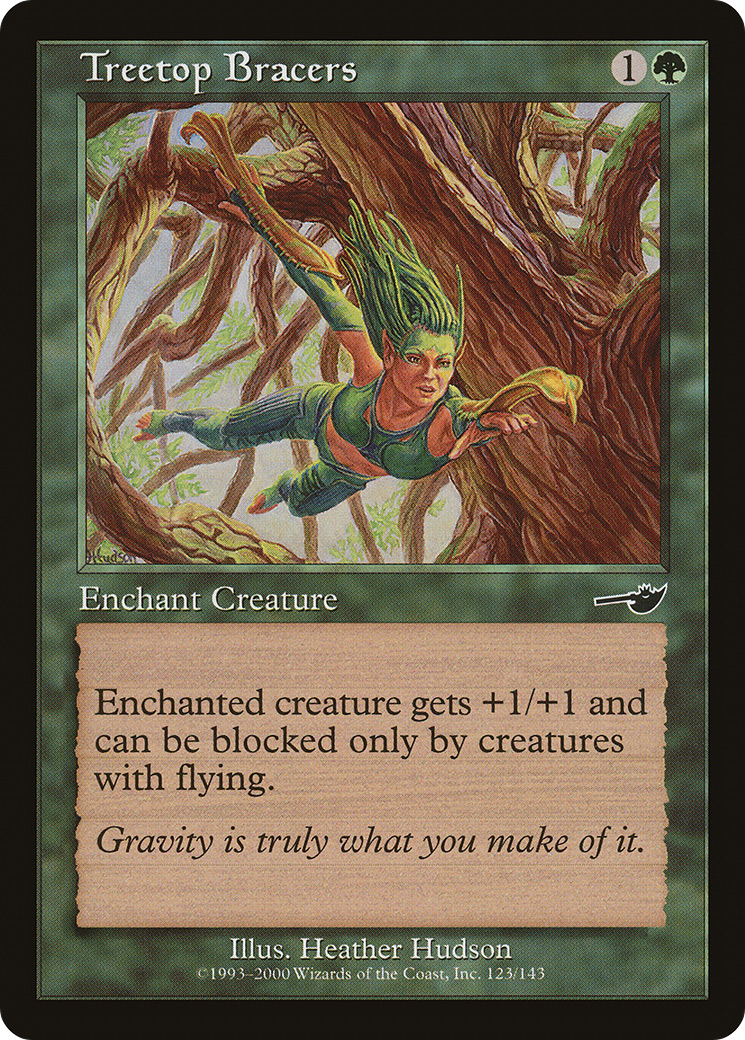 Treetop Bracers
1
HHudson
Enchant Creature
Enchanted creature gets +1/+1 and
can be blocked only by creatures
with flying.
Gravity is truly what you make of it.
Illus. Heather Hudson
©1993–2000 Wizards of the Coast, Inc. 123/143